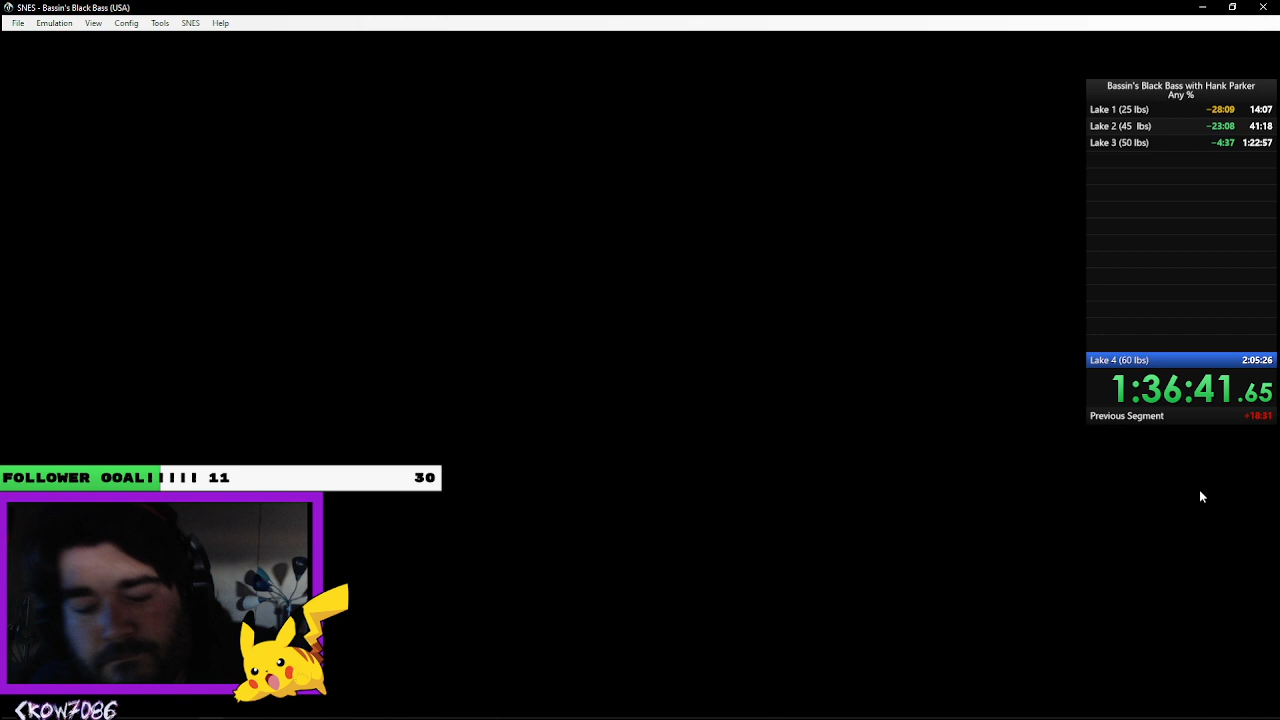 SNES - Bassin's Black Bass (USA)
File Emulation View Config Tools SNES Help
Bassin's Black Bass with Hank Parker
Any %
Lake 1 (25 lbs) −28:09 14:07
Lake 2 (45 lbs) −23:08 41:18
Lake 3 (50 lbs) −4:37 1:22:57
Lake 4 (60 lbs) 2:05:26
1:36:41.65
Previous Segment +18:31
FOLLOWER GOAL!!!!! 11 30
CROW7086